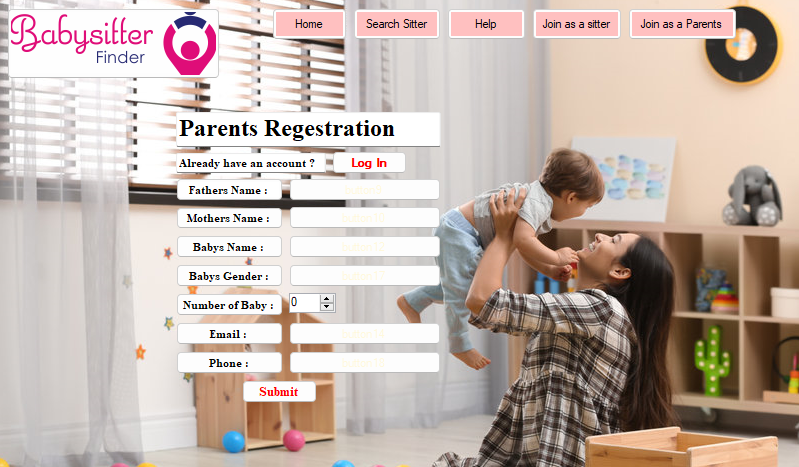 Babysitter
Finder
Home
Search Sitter
Help
Join as a sitter
Join as a Parents
Parents Regestration
Already have an account ?
Log In
Fathers Name :
Mothers Name :
Babys Name :
Babys Gender :
Number of Baby :
0
Email :
Phone :
Submit